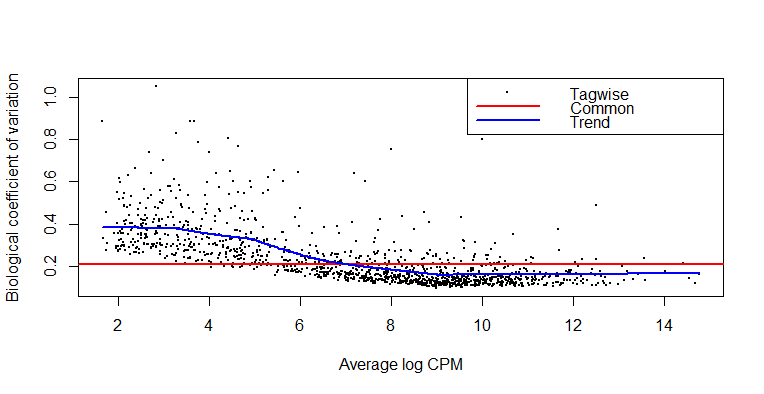 Tagwise
Common
Trend
Biological coefficient of variation
1.0
0.8
0.6
0.4
0.2
2 4 6 8 10 12 14
Average log CPM